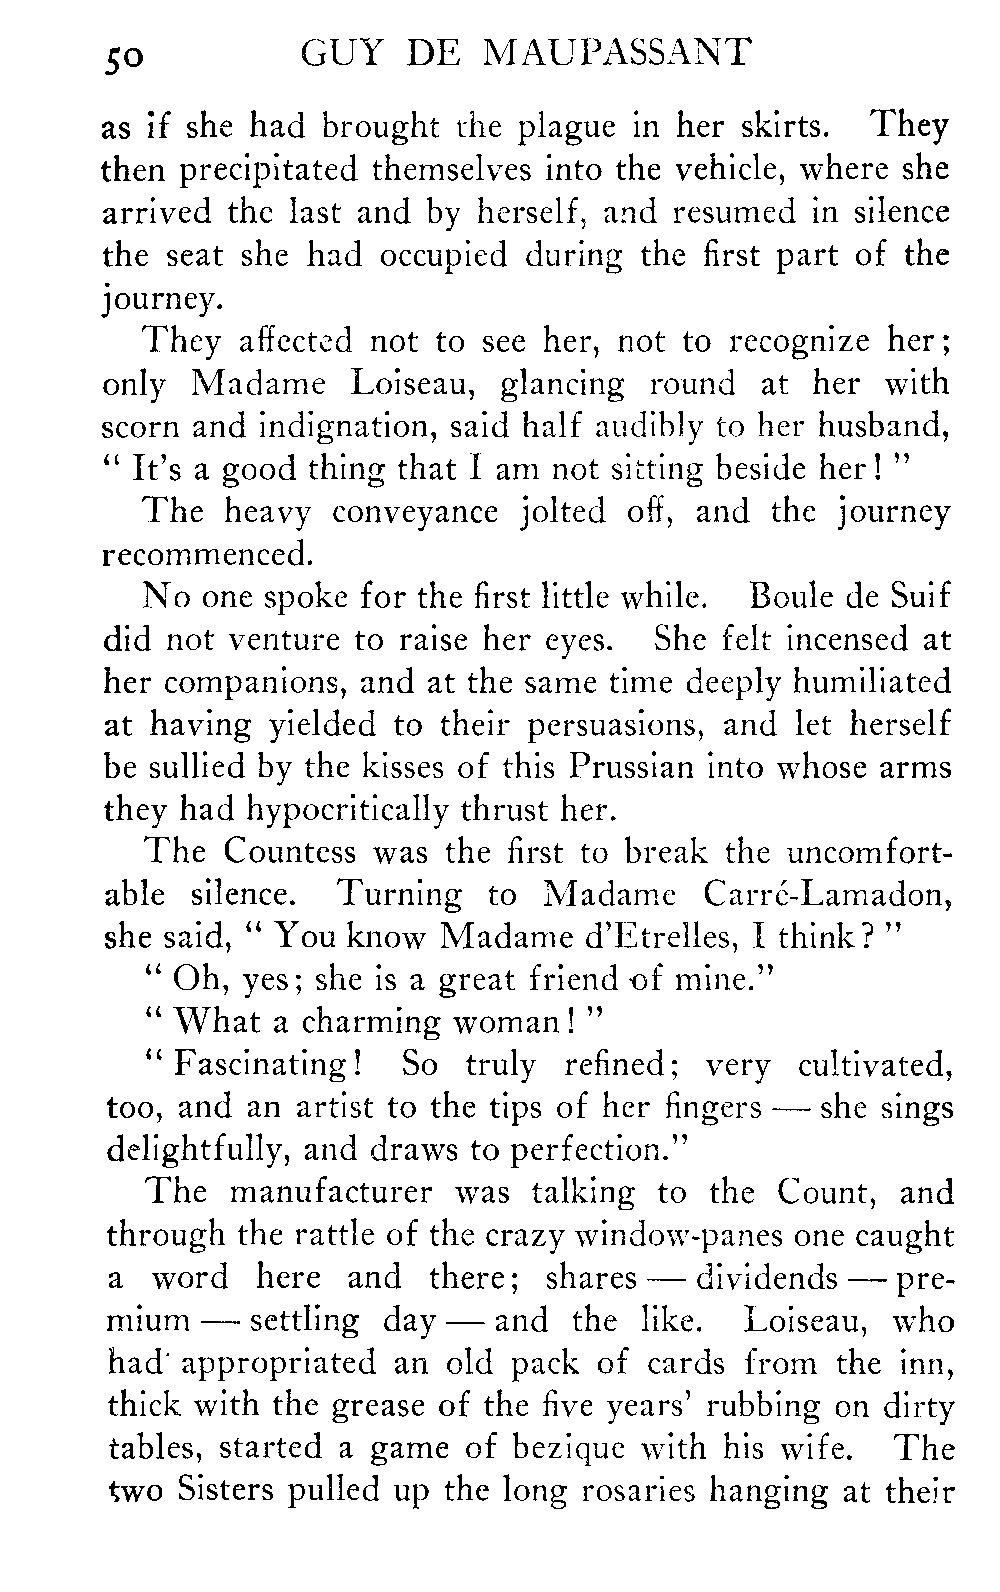 50 GUY DE MAUPASSANT
as if she had brought the plague in her skirts. They
then precipitated themselves into the vehicle, where she
arrived the last and by herself, and resumed in silence
the seat she had occupied during the first part of the
journey.
They affected not to see her, not to recognize her;
only Madame Loiseau, glancing round at her with
scorn and indignation, said half audibly to her husband,
“ It’s a good thing that I am not sitting beside her! ”
The heavy conveyance jolted off, and the journey
recommenced.
No one spoke for the first little while. Boule de Suif
did not venture to raise her eyes. She felt incensed at
her companions, and at the same time deeply humiliated
at having yielded to their persuasions, and let herself
be sullied by the kisses of this Prussian into whose arms
they had hypocritically thrust her.
The Countess was the first to break the uncomfort-
able silence. Turning to Madame Carré-Lamadon,
she said, “ You know Madame d’Etrelles, I think? ”
“ Oh, yes; she is a great friend of mine.”
“ What a charming woman! ”
“ Fascinating! So truly refined; very cultivated,
too, and an artist to the tips of her fingers — she sings
delightfully, and draws to perfection.”
The manufacturer was talking to the Count, and
through the rattle of the crazy window-panes one caught
a word here and there; shares — dividends — pre-
mium — settling day — and the like. Loiseau, who
had appropriated an old pack of cards from the inn,
thick with the grease of the five years’ rubbing on dirty
tables, started a game of bezique with his wife. The
two Sisters pulled up the long rosaries hanging at their